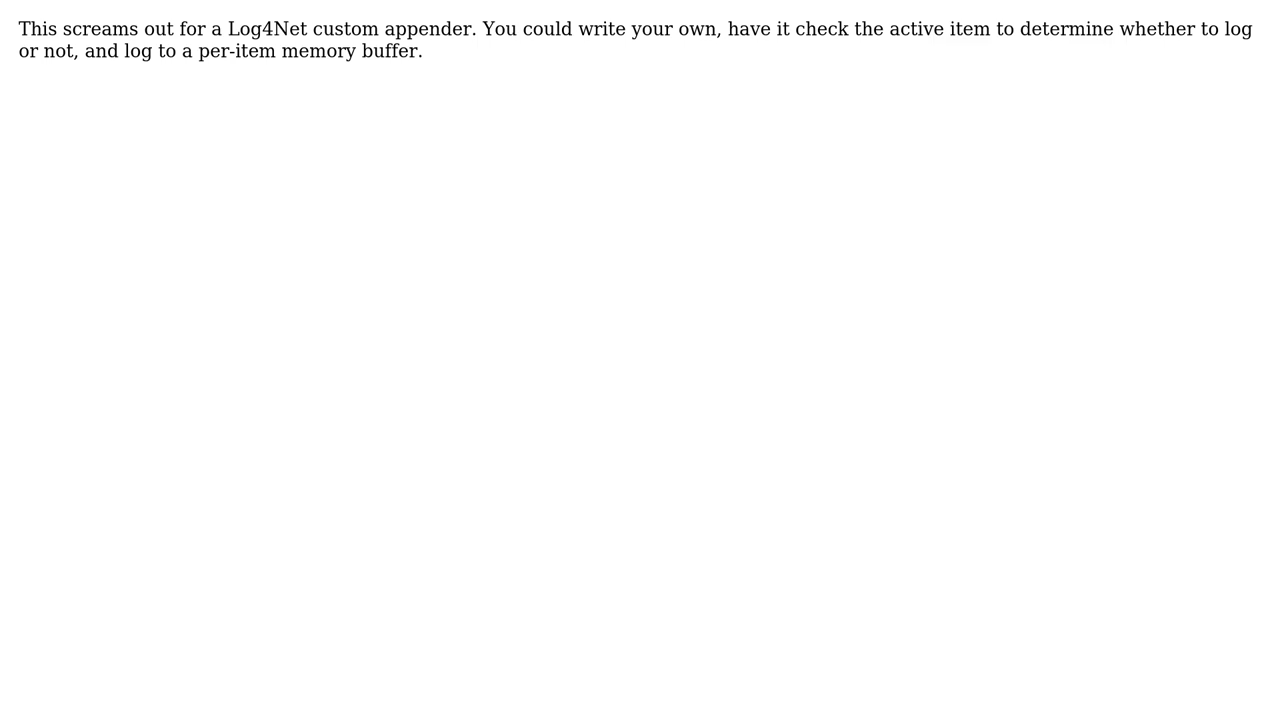 This screams out for a Log4Net custom appender. You could write your own, have it check the active item to determine whether to log
or not, and log to a per-item memory buffer.